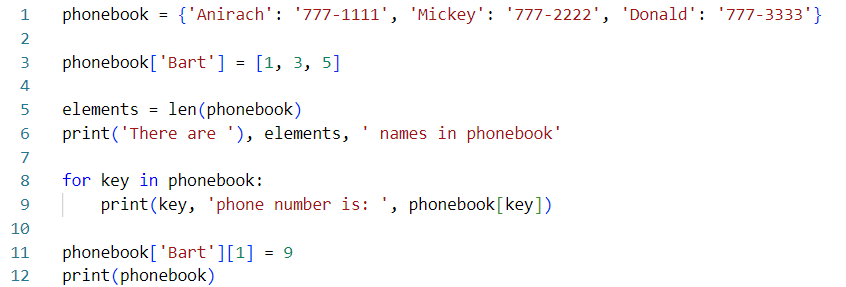 1 phonebook = {'Anirach': '777-1111', 'Mickey': '777-2222', 'Donald': '777-3333'}
2
3 phonebook['Bart'] = [1, 3, 5]
4
5 elements = len(phonebook)
6 print('There are '), elements, ' names in phonebook'
7
8 for key in phonebook:
9     print(key, 'phone number is: ', phonebook[key])
10
11 phonebook['Bart'][1] = 9
12 print(phonebook)